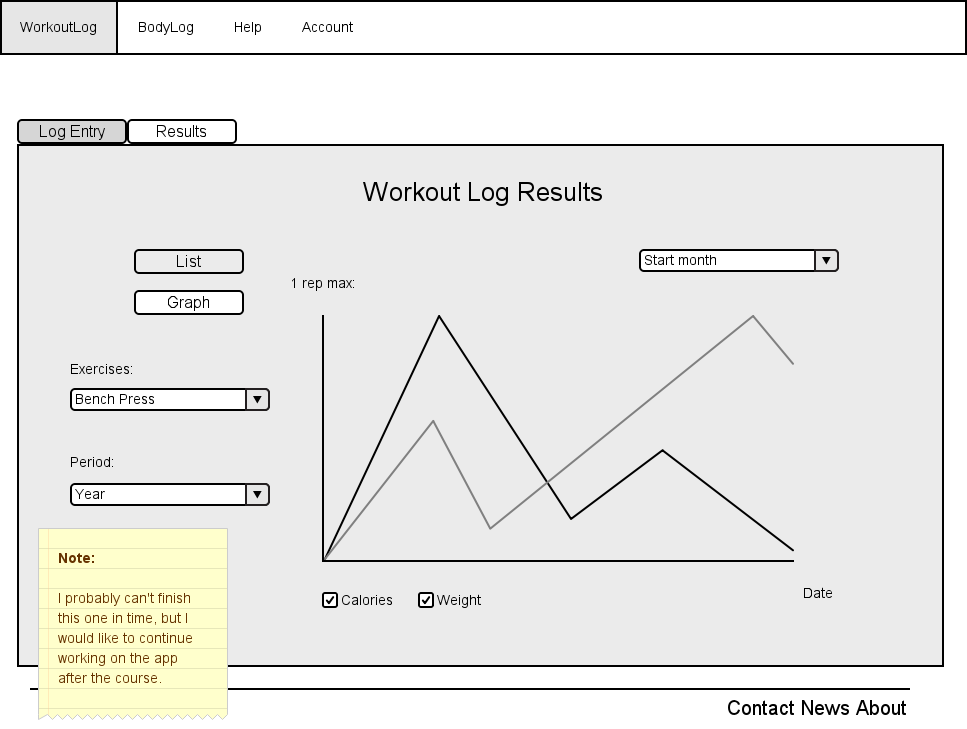 WorkoutLog BodyLog Help Account
Log Entry Results
Workout Log Results
List
Start month
1 rep max:
Graph
Exercises:
Bench Press
Period:
Year
Note:
I probably can't finish
this one in time, but I
would like to continue
working on the app
after the course.
Calories Weight
Date
Contact News About